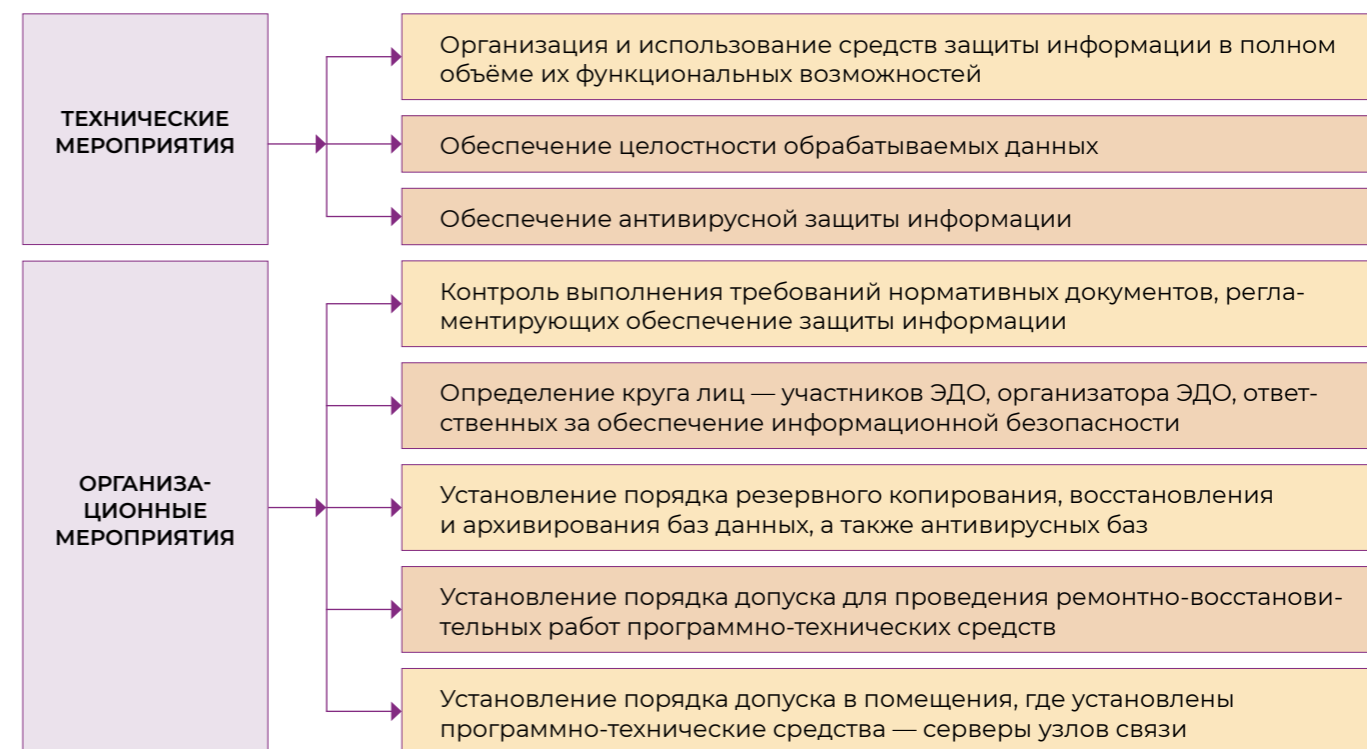 ТЕХНИЧЕСКИЕ
МЕРОПРИЯТИЯ
Организация и использование средств защиты информации в полном
объёме их функциональных возможностей
Обеспечение целостности обрабатываемых данных
Обеспечение антивирусной защиты информации
ОРГАНИЗА-
ЦИОННЫЕ
МЕРОПРИЯТИЯ
Контроль выполнения требований нормативных документов, регла-
ментирующих обеспечение защиты информации
Определение круга лиц — участников ЭДО, организатора ЭДО, ответ-
ственных за обеспечение информационной безопасности
Установление порядка резервного копирования, восстановления
и архивирования баз данных, а также антивирусных баз
Установление порядка допуска для проведения ремонтно-восстанови-
тельных работ программно-технических средств
Установление порядка допуска в помещения, где установлены
программно-технические средства — серверы узлов связи